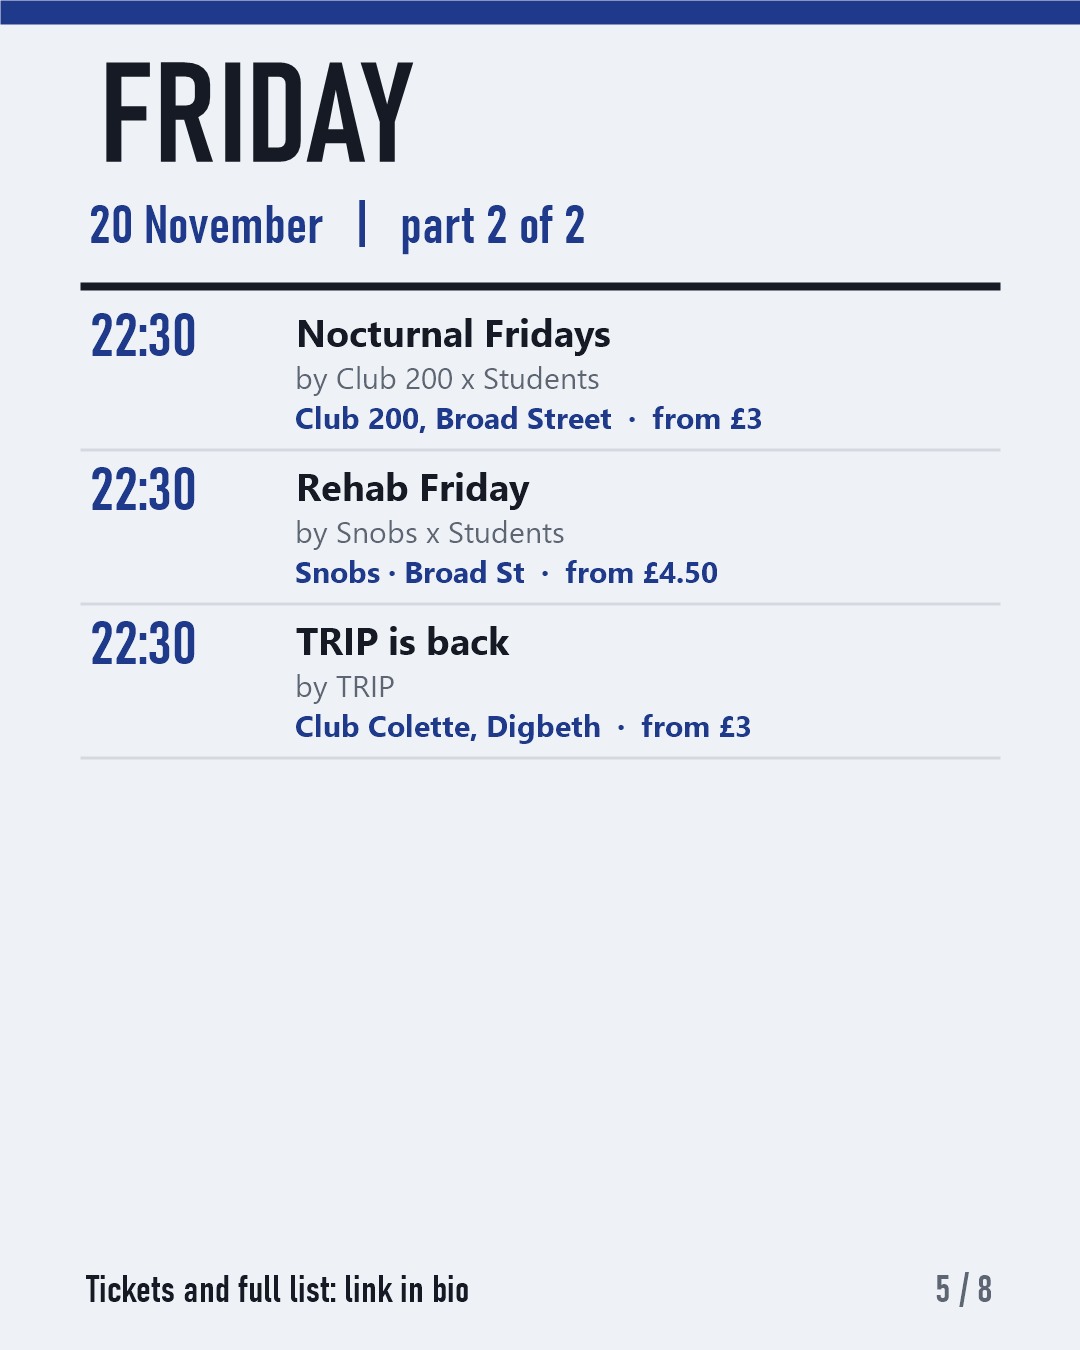 FRIDAY
20 November | part 2 of 2
22:30
Nocturnal Fridays
by Club 200 x Students
Club 200, Broad Street · from £3
22:30
Rehab Friday
by Snobs x Students
Snobs · Broad St · from £4.50
22:30
TRIP is back
by TRIP
Club Colette, Digbeth · from £3
Tickets and full list: link in bio
5 / 8